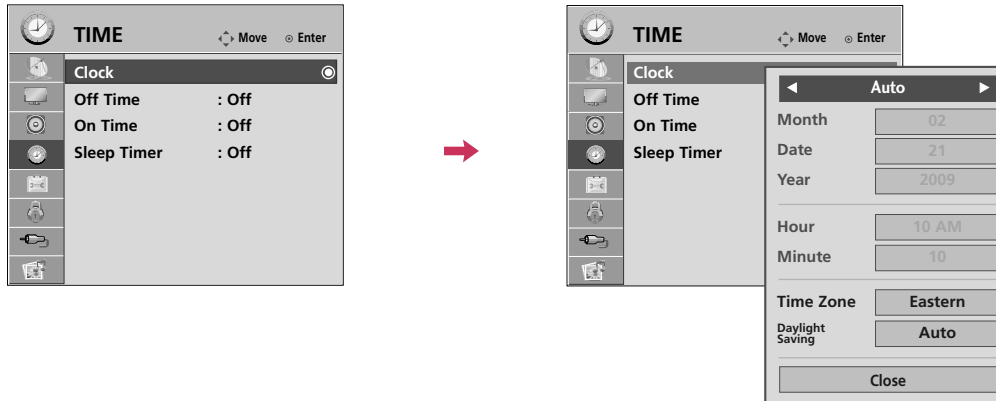 TIME Move Enter
Clock
Off Time : Off
On Time : Off
Sleep Timer : Off
TIME Move Enter
Clock
Off Time
On Time
Sleep Timer
Auto
Month 02
Date 21
Year 2009
Hour 10 AM
Minute 10
Time Zone Eastern
Daylight
Saving Auto
Close